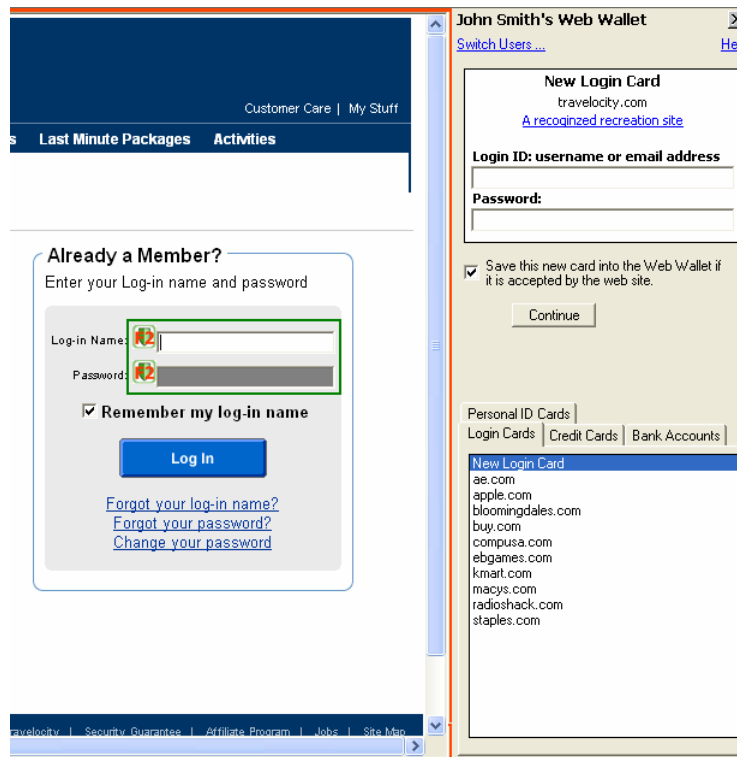 Customer Care | My Stuff
s Last Minute Packages Activities
Already a Member?
Enter your Log-in name and password
Log-in Name:
Password:
Remember my log-in name
Log In
Forgot your log-in name?
Forgot your password?
Change your password
ravelocity | Security Guarantee | Affiliate Program | Jobs | Site Map
John Smith's Web Wallet
Switch Users ... He
New Login Card
travelocity.com
A recoginzed recreation site
Login ID: username or email address
Password:
Save this new card into the Web Wallet if
it is accepted by the web site.
Continue
Personal ID Cards
Login Cards Credit Cards Bank Accounts
New Login Card
ae.com
apple.com
bloomingdales.com
buy.com
compusa.com
ebgames.com
kmart.com
macys.com
radioshack.com
staples.com